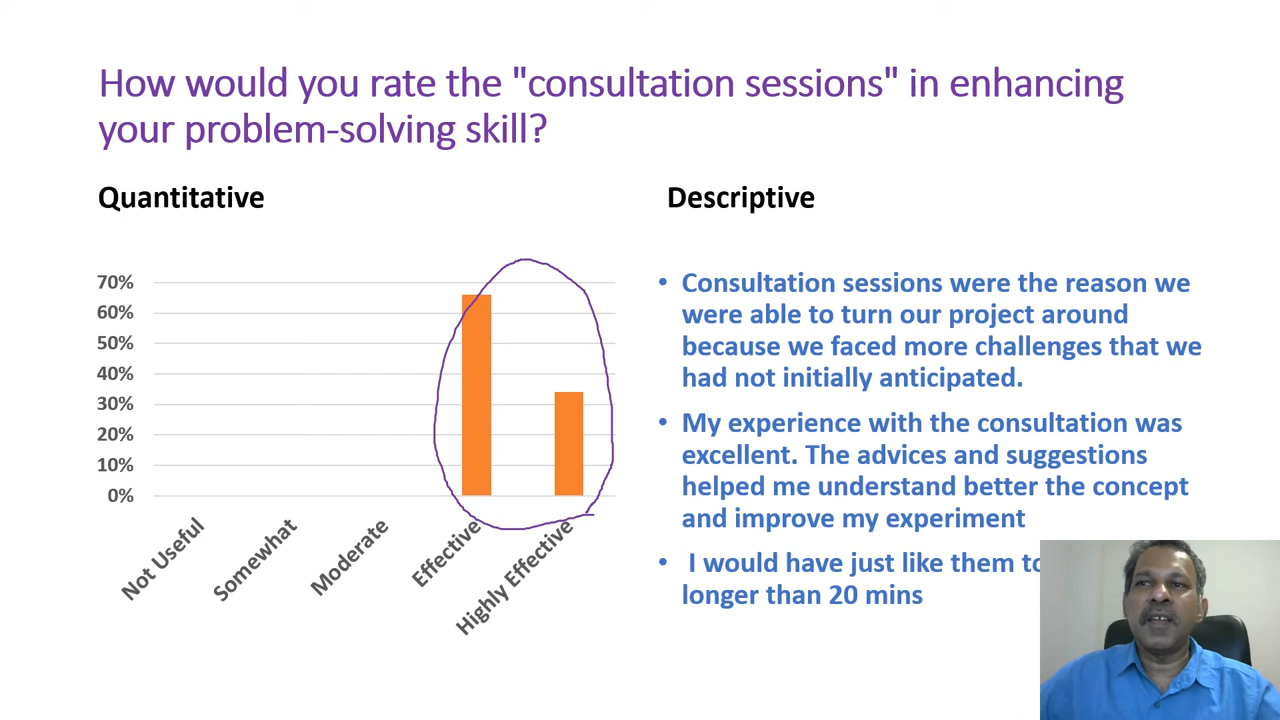 How would you rate the "consultation sessions" in enhancing
your problem-solving skill?
Quantitative
70%
60%
50%
40%
30%
20%
10%
0%
Not Useful
Somewhat
Moderate
Effective
Highly Effective
Descriptive
• Consultation sessions were the reason we
were able to turn our project around
because we faced more challenges that we
had not initially anticipated.
• My experience with the consultation was
excellent. The advices and suggestions
helped me understand better the concept
and improve my experiment
• I would have just like them to
longer than 20 mins